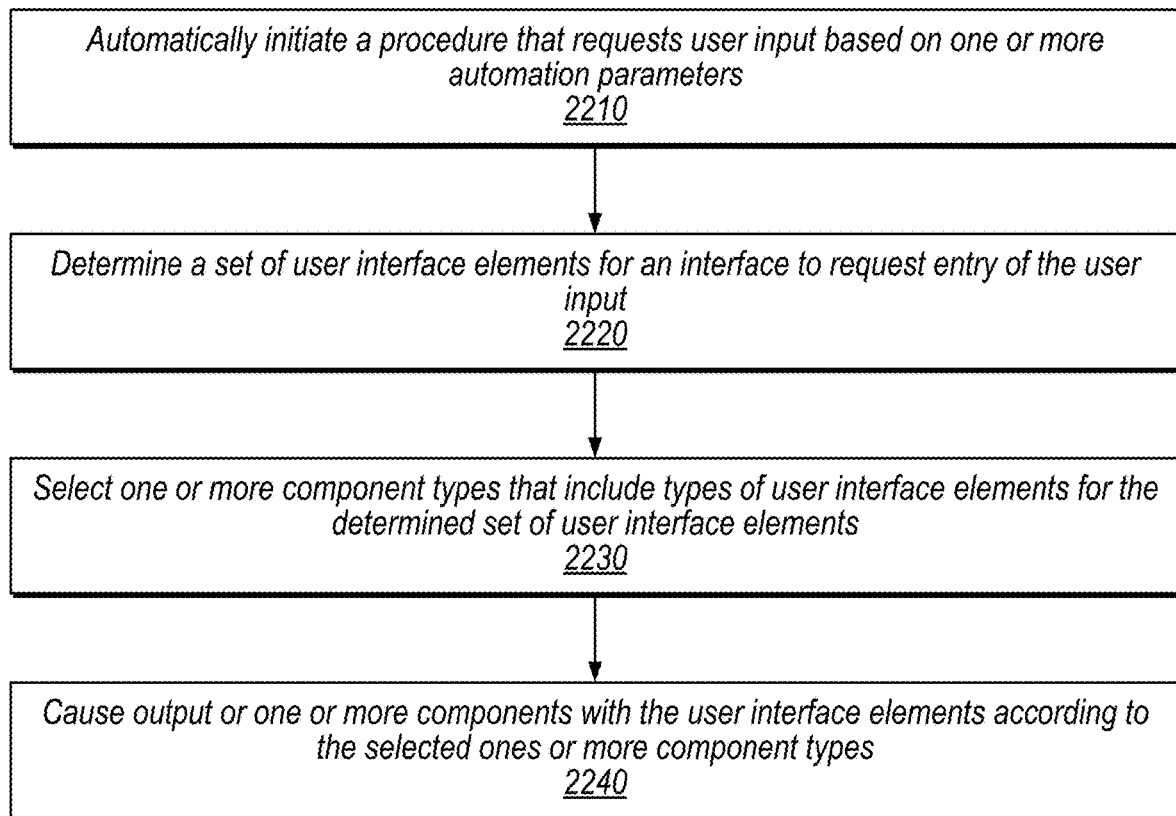 Automatically initiate a procedure that requests user input based on one or more
automation parameters
2210
Determine a set of user interface elements for an interface to request entry of the user
input
2220
Select one or more component types that include types of user interface elements for the
determined set of user interface elements
2230
Cause output or one or more components with the user interface elements according to
the selected ones or more component types
2240